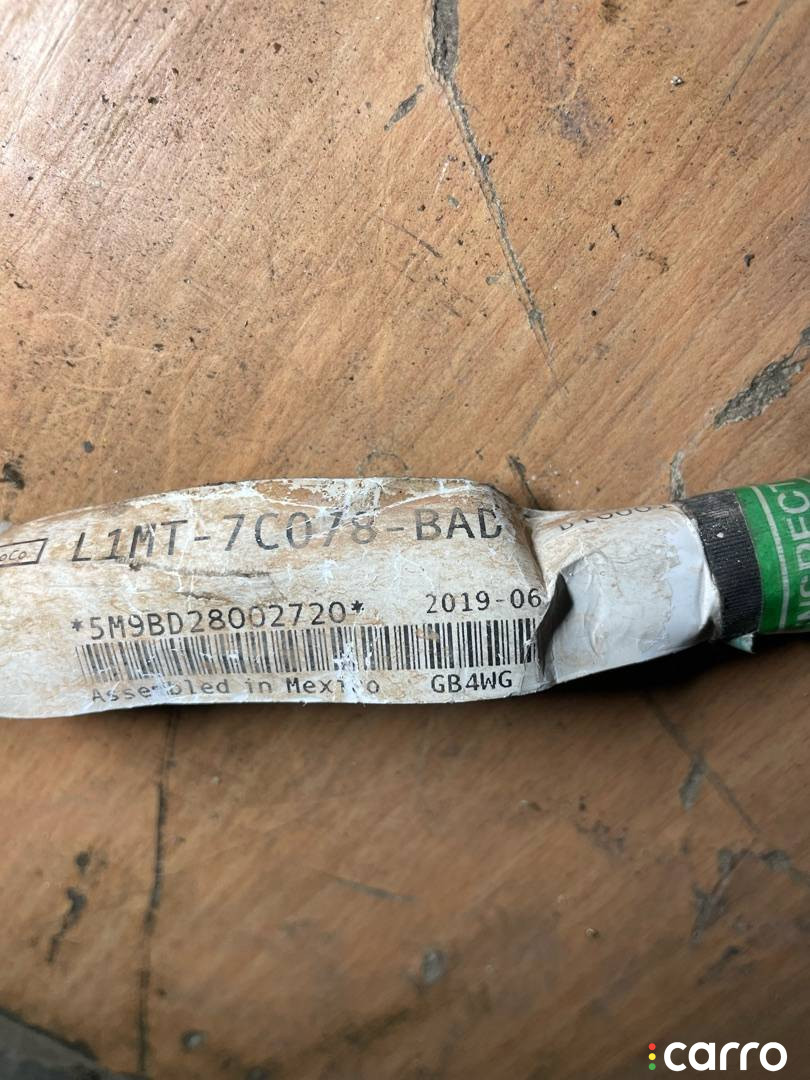 L1MT-7C078-BAD
*5M9BD28002720* 2019-06
Assembled in Mexico GB4WG
carro